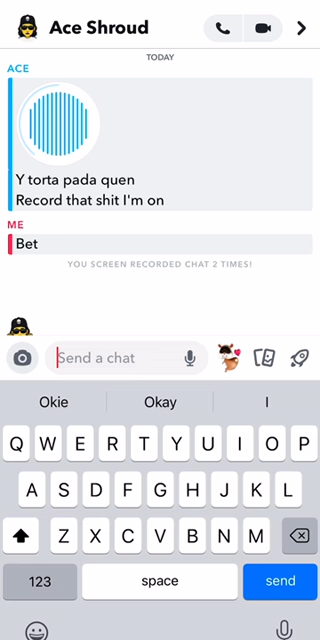 Ace Shroud
TODAY
ACE
Y torta pada quen
Record that shit I'm on
ME
Bet
YOU SCREEN RECORDED CHAT 2 TIMES!
Send a chat
Okie Okay I
Q W E R T Y U I O P
A S D F G H J K L
Z X C V B N M
123 space send